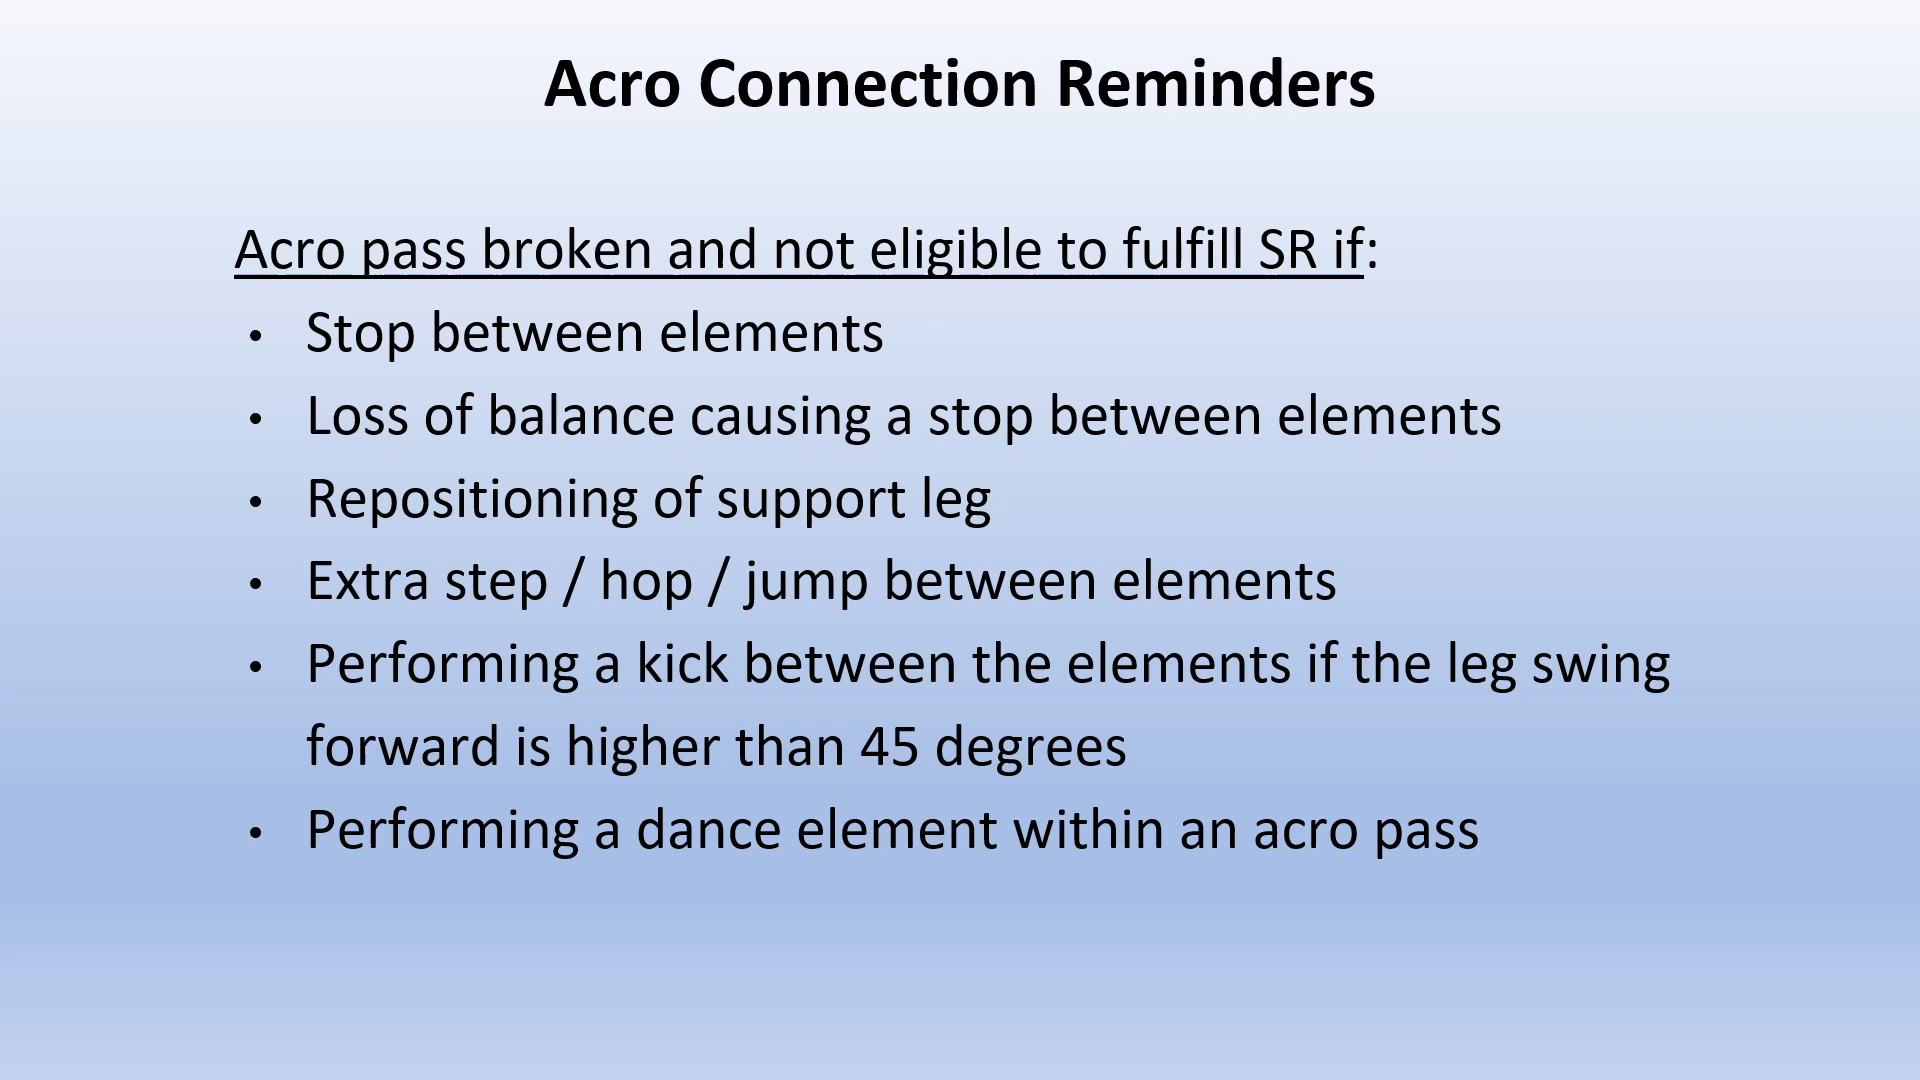 Acro Connection Reminders
Acro pass broken and not eligible to fulfill SR if:
• Stop between elements
• Loss of balance causing a stop between elements
• Repositioning of support leg
• Extra step / hop / jump between elements
• Performing a kick between the elements if the leg swing
forward is higher than 45 degrees
• Performing a dance element within an acro pass